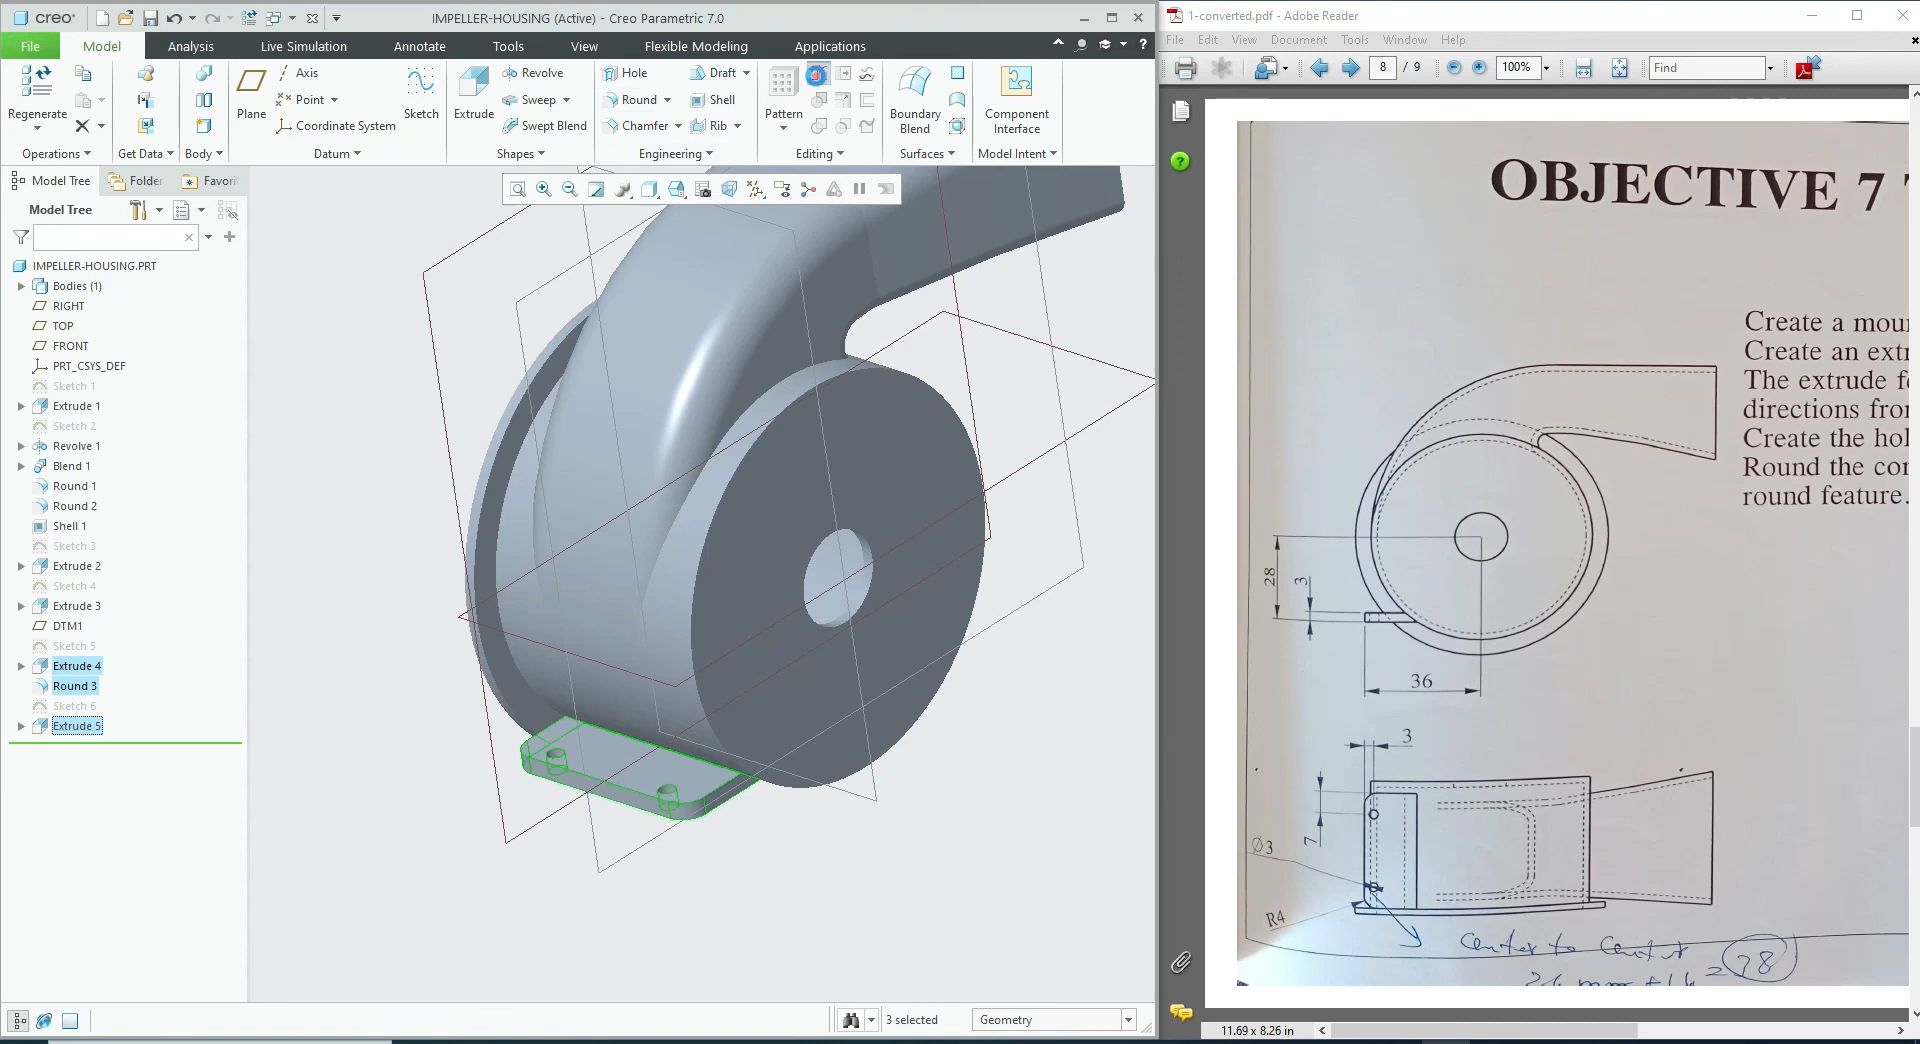 creo
IMPELLER-HOUSING (Active) - Creo Parametric 7.0
File Model Analysis Live Simulation Annotate Tools View Flexible Modeling Applications
Regenerate
Operations
Get Data
Body
Plane
Axis
Point
Coordinate System
Sketch
Datum
Extrude
Revolve
Sweep
Swept Blend
Shapes
Hole
Round
Chamfer
Draft
Shell
Rib
Engineering
Pattern
Editing
Boundary
Blend
Surfaces
Component
Interface
Model Intent
Model Tree
Folder
Favori
Model Tree
IMPELLER-HOUSING.PRT
Bodies (1)
RIGHT
TOP
FRONT
PRT_CSYS_DEF
Sketch 1
Extrude 1
Sketch 2
Revolve 1
Blend 1
Round 1
Round 2
Shell 1
Sketch 3
Extrude 2
Sketch 4
Extrude 3
DTM1
Sketch 5
Extrude 4
Round 3
Sketch 6
Extrude 5
3 selected
Geometry
1-converted.pdf - Adobe Reader
File Edit View Document Tools Window Help
8 / 9
100%
Find
OBJECTIVE 7
Create a mou
Create an extr
The extrude f
directions fro
Create the hol
Round the cor
round feature.
28
3
36
3
7
Ø3
R4
Center to Center
= 38
11.69 x 8.26 in